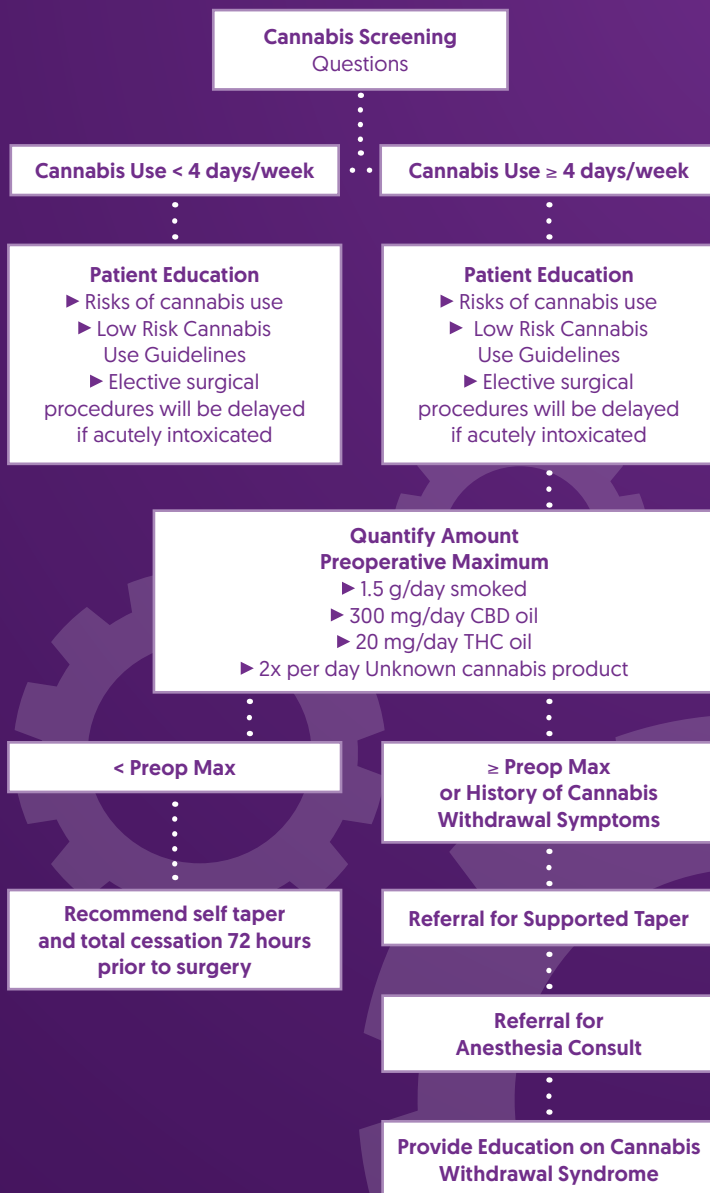 Cannabis Screening
Questions
Cannabis Use < 4 days/week
Cannabis Use ≥ 4 days/week
Patient Education
► Risks of cannabis use
► Low Risk Cannabis
Use Guidelines
► Elective surgical
procedures will be delayed
if acutely intoxicated
Patient Education
► Risks of cannabis use
► Low Risk Cannabis
Use Guidelines
► Elective surgical
procedures will be delayed
if acutely intoxicated
Quantify Amount
Preoperative Maximum
► 1.5 g/day smoked
► 300 mg/day CBD oil
► 20 mg/day THC oil
► 2x per day Unknown cannabis product
< Preop Max
≥ Preop Max
or History of Cannabis
Withdrawal Symptoms
Recommend self taper
and total cessation 72 hours
prior to surgery
Referral for Supported Taper
Referral for
Anesthesia Consult
Provide Education on Cannabis
Withdrawal Syndrome